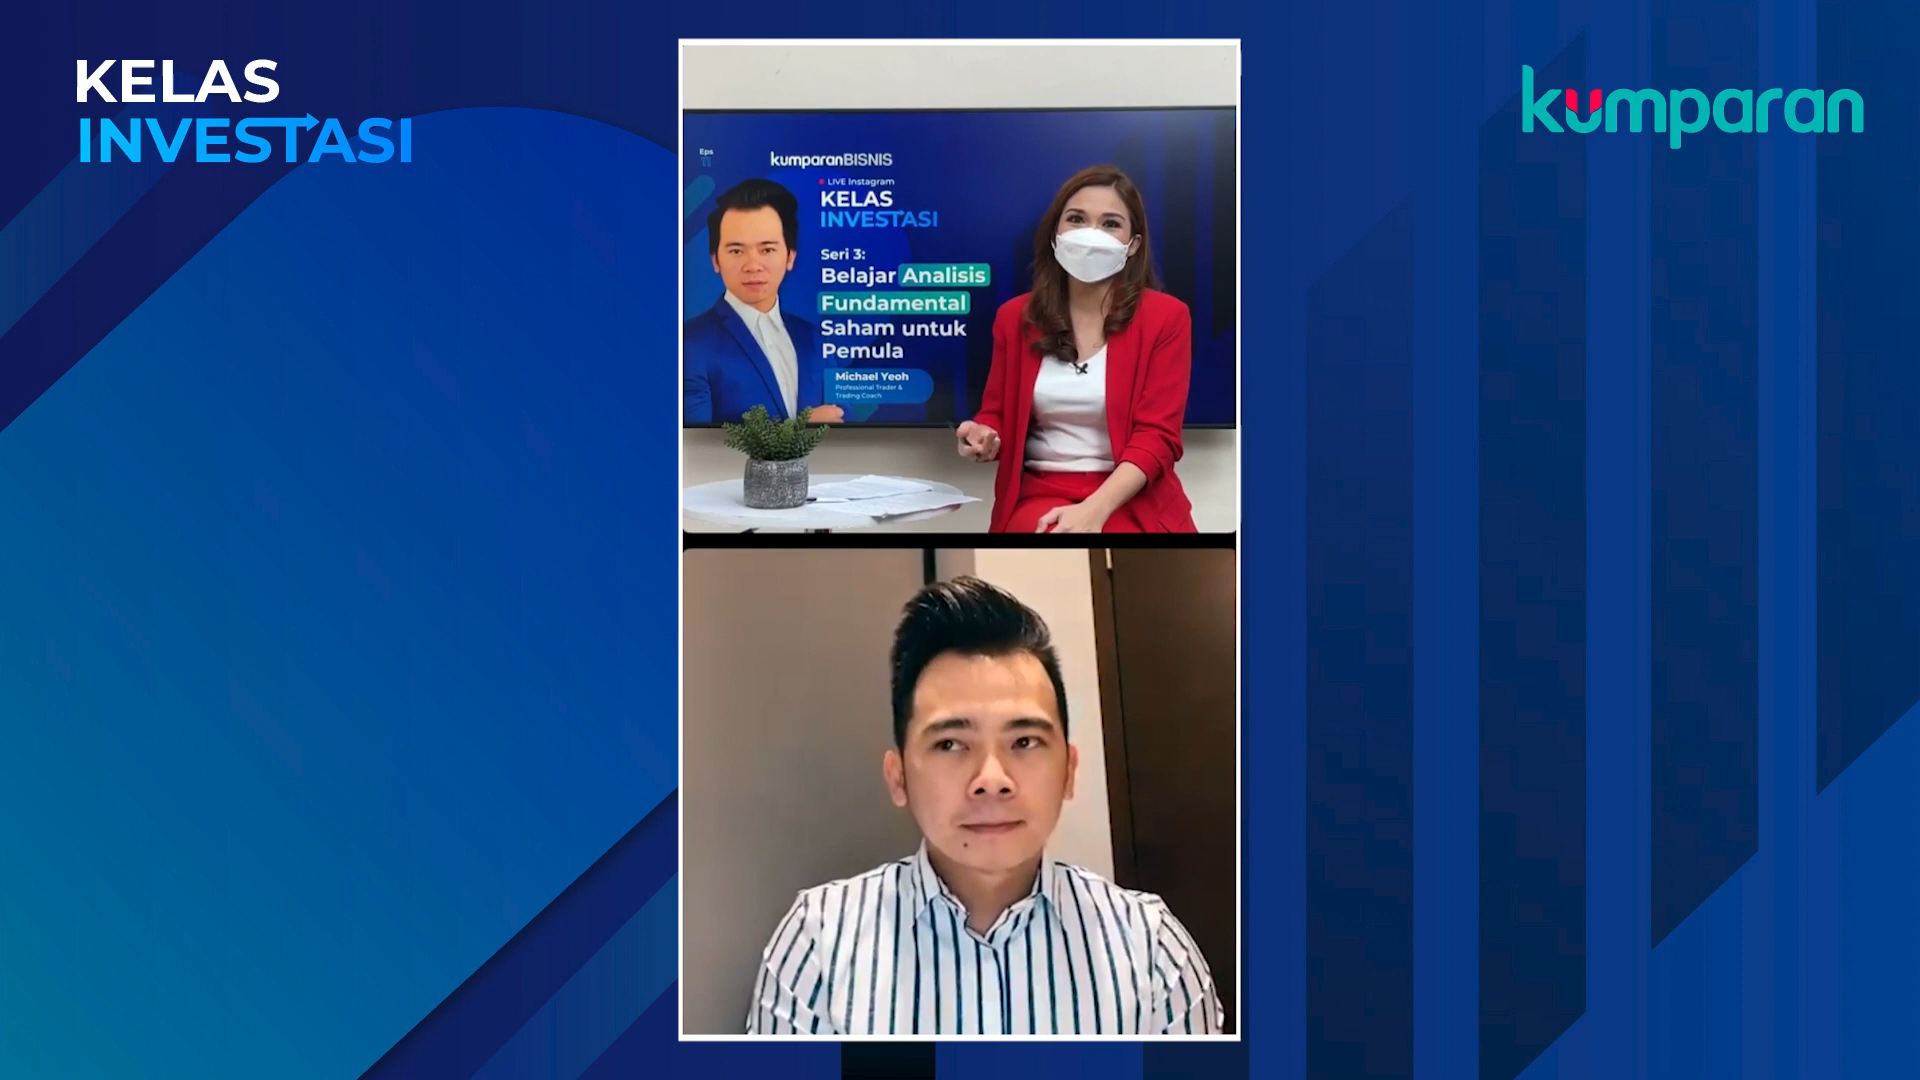 KELAS
INVESTASI
kumparan
Eps
11
kumparanBISNIS
LIVE Instagram
KELAS
INVESTASI
Seri 3:
Belajar Analisis
Fundamental
Saham untuk
Pemula
Michael Yeoh
Professional Trader &
Trading Coach